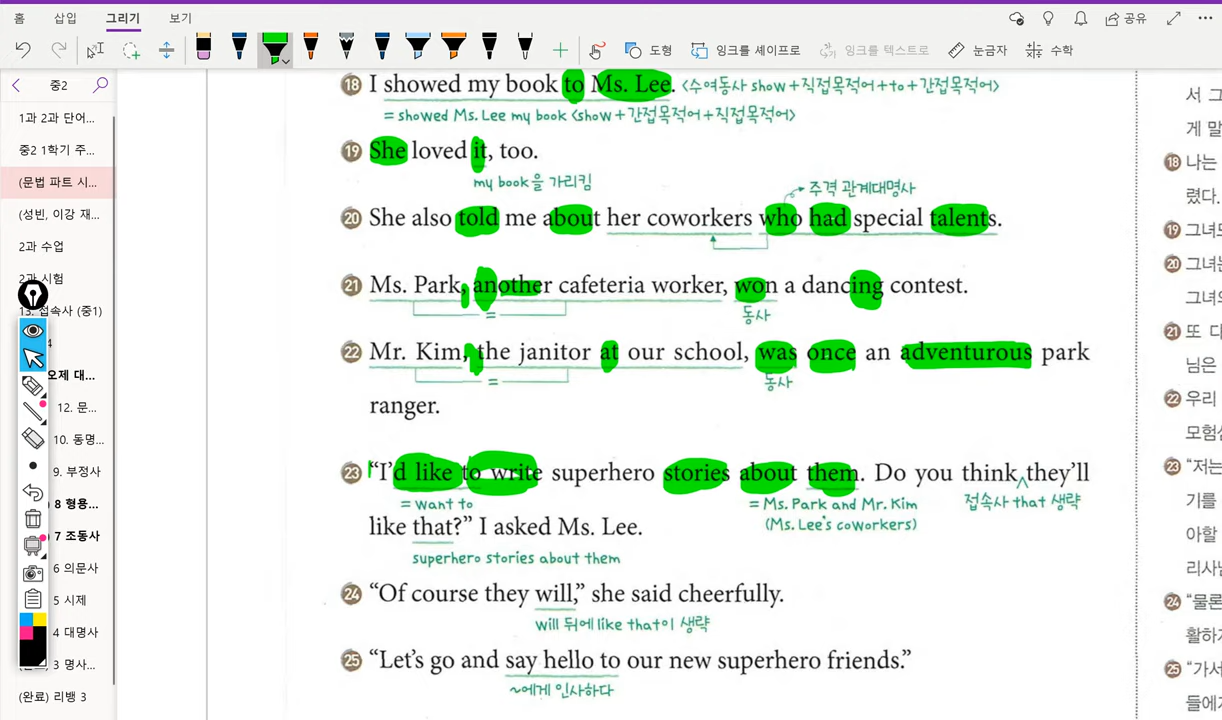 홈 삽입 그리기 보기
공유
도형 잉크를 셰이프로 잉크를 텍스트로 눈금자 수학
중2
1과 2과 단어...
중2 1학기 주...
(문법 파트 시...
(성빈, 이강 재...
2과 수업
2과 시험
13. 접속사 (중1)
오제 대...
12. 문...
10. 동명...
9. 부정사
8 형용...
7 조동사
6 의문사
5 시제
4 대명사
3 명사...
(완료) 리뱅 3
18 I showed my book to Ms. Lee. <수여동사 show+직접목적어+to+간접목적어>
= showed Ms. Lee my book <show+간접목적어+직접목적어>
19 She loved it, too.
my book을 가리킴
주격 관계대명사
20 She also told me about her coworkers who had special talents.
21 Ms. Park, another cafeteria worker, won a dancing contest.
= 동사
22 Mr. Kim, the janitor at our school, was once an adventurous park
= 동사
ranger.
23 “I’d like to write superhero stories about them. Do you think they’ll
= want to = Ms. Park and Mr. Kim 접속사 that 생략
(Ms. Lee's coworkers)
like that?” I asked Ms. Lee.
superhero stories about them
24 “Of course they will,” she said cheerfully.
will 뒤에 like that이 생략
25 “Let’s go and say hello to our new superhero friends.”
~에게 인사하다
서 그
게 말
18 나는
렸다.
19 그녀도
20 그녀는
그녀의
21 또 다
님은
22 우리
모험심
23 “저는
기를
아할
리사님
24 “물론
활하게
25 “가서
들에게